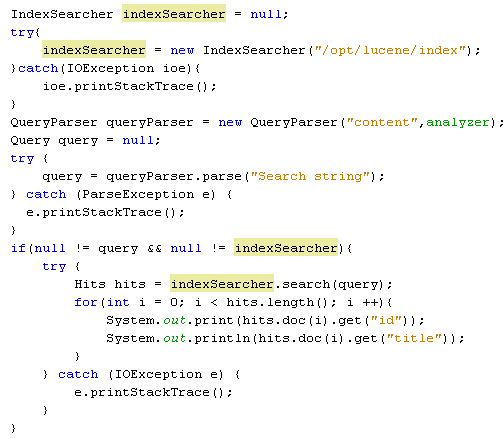 IndexSearcher indexSearcher = null;
try{
    indexSearcher = new IndexSearcher("/opt/lucene/index");
}catch(IOException ioe){
    ioe.printStackTrace();
}
QueryParser queryParser = new QueryParser("content",analyzer);
Query query = null;
try {
    query = queryParser.parse("Search string");
} catch (ParseException e) {
  e.printStackTrace();
}
if(null != query && null != indexSearcher){
    try {
        Hits hits = indexSearcher.search(query);
        for(int i = 0; i < hits.length(); i ++){
            System.out.print(hits.doc(i).get("id"));
            System.out.println(hits.doc(i).get("title"));
        }
    } catch (IOException e) {
        e.printStackTrace();
    }
}